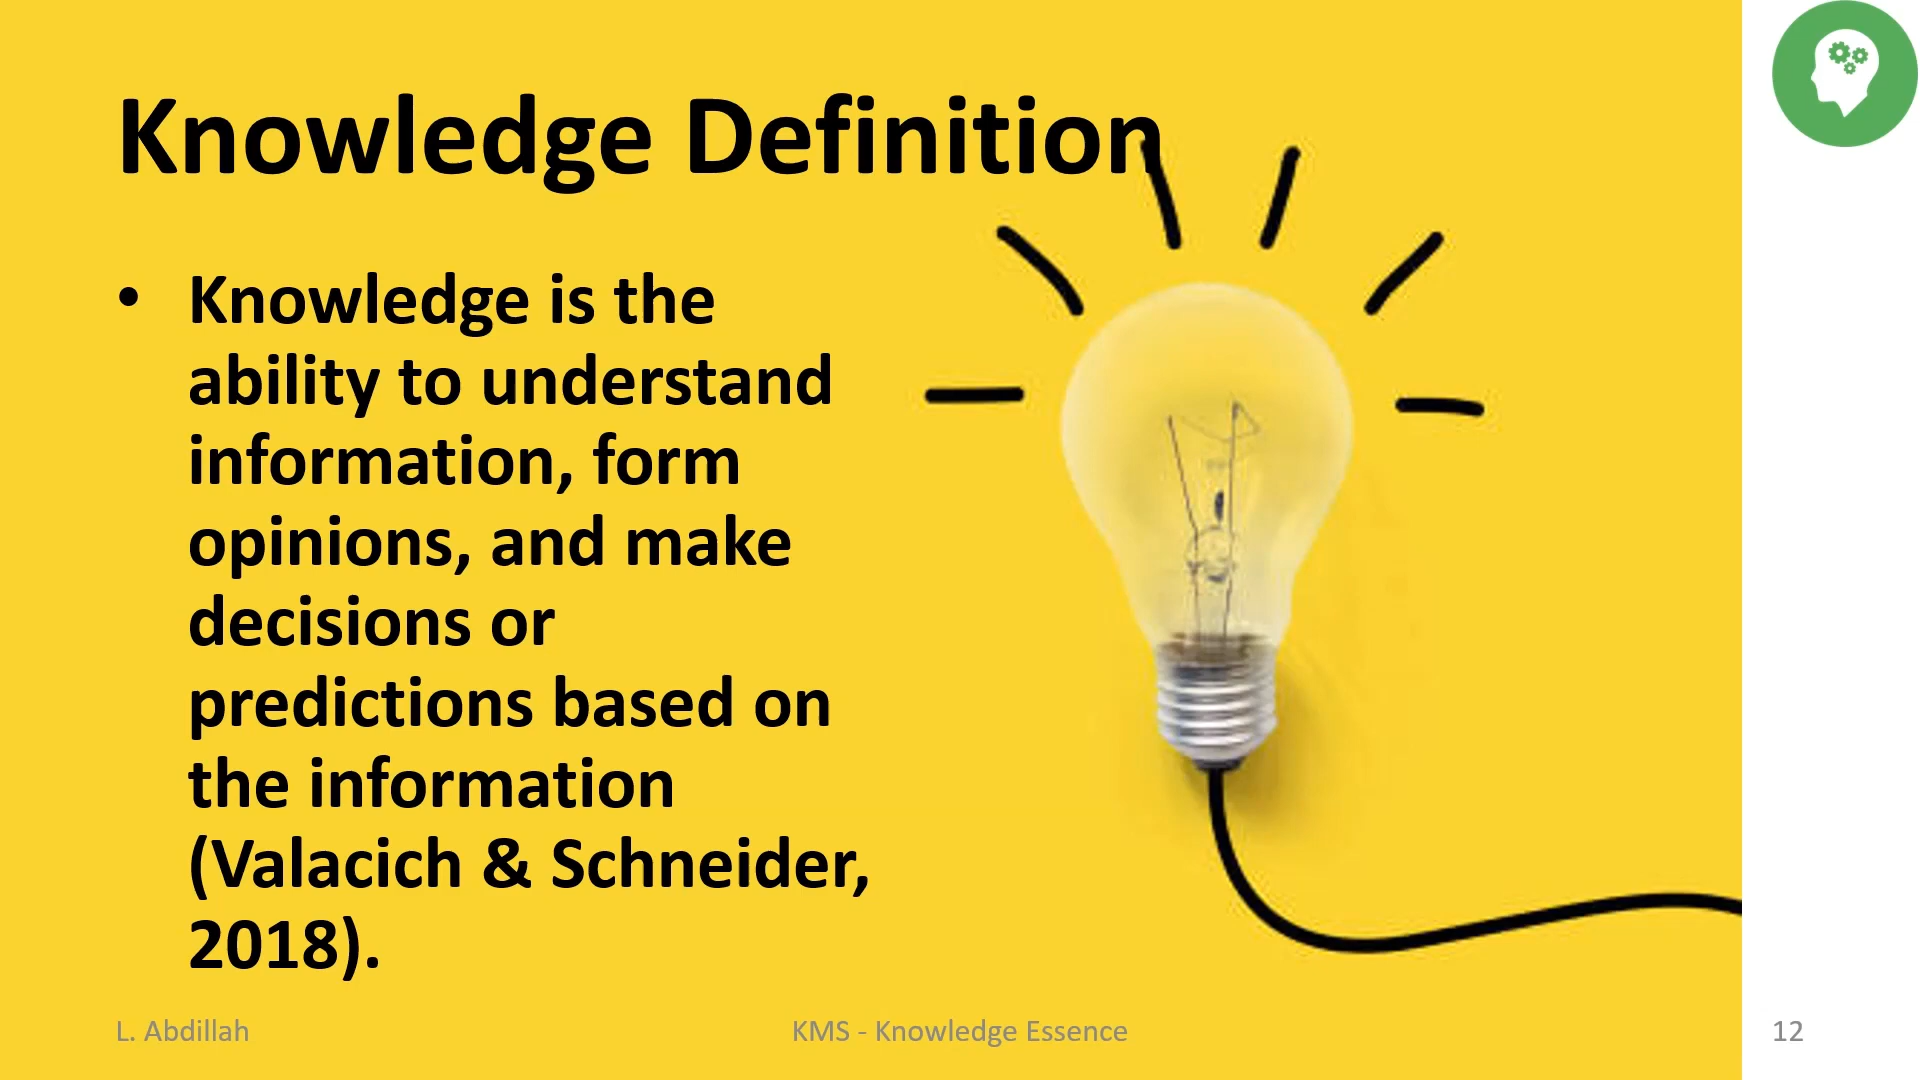 Knowledge Definition
• Knowledge is the
ability to understand
information, form
opinions, and make
decisions or
predictions based on
the information
(Valacich & Schneider,
2018).
L. Abdillah
KMS - Knowledge Essence
12